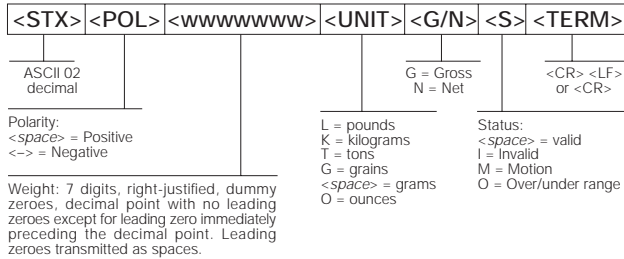 <STX> <POL> <wwwwwww> <UNIT> <G/N> <S> <TERM>
ASCII 02
decimal
G = Gross
N = Net
<CR> <LF>
or <CR>
Polarity:
<space> = Positive
<–> = Negative
L = pounds
K = kilograms
T = tons
G = grains
<space> = grams
O = ounces
Status:
<space> = valid
I = Invalid
M = Motion
O = Over/under range
Weight: 7 digits, right-justified, dummy
zeroes, decimal point with no leading
zeroes except for leading zero immediately
preceding the decimal point. Leading
zeroes transmitted as spaces.